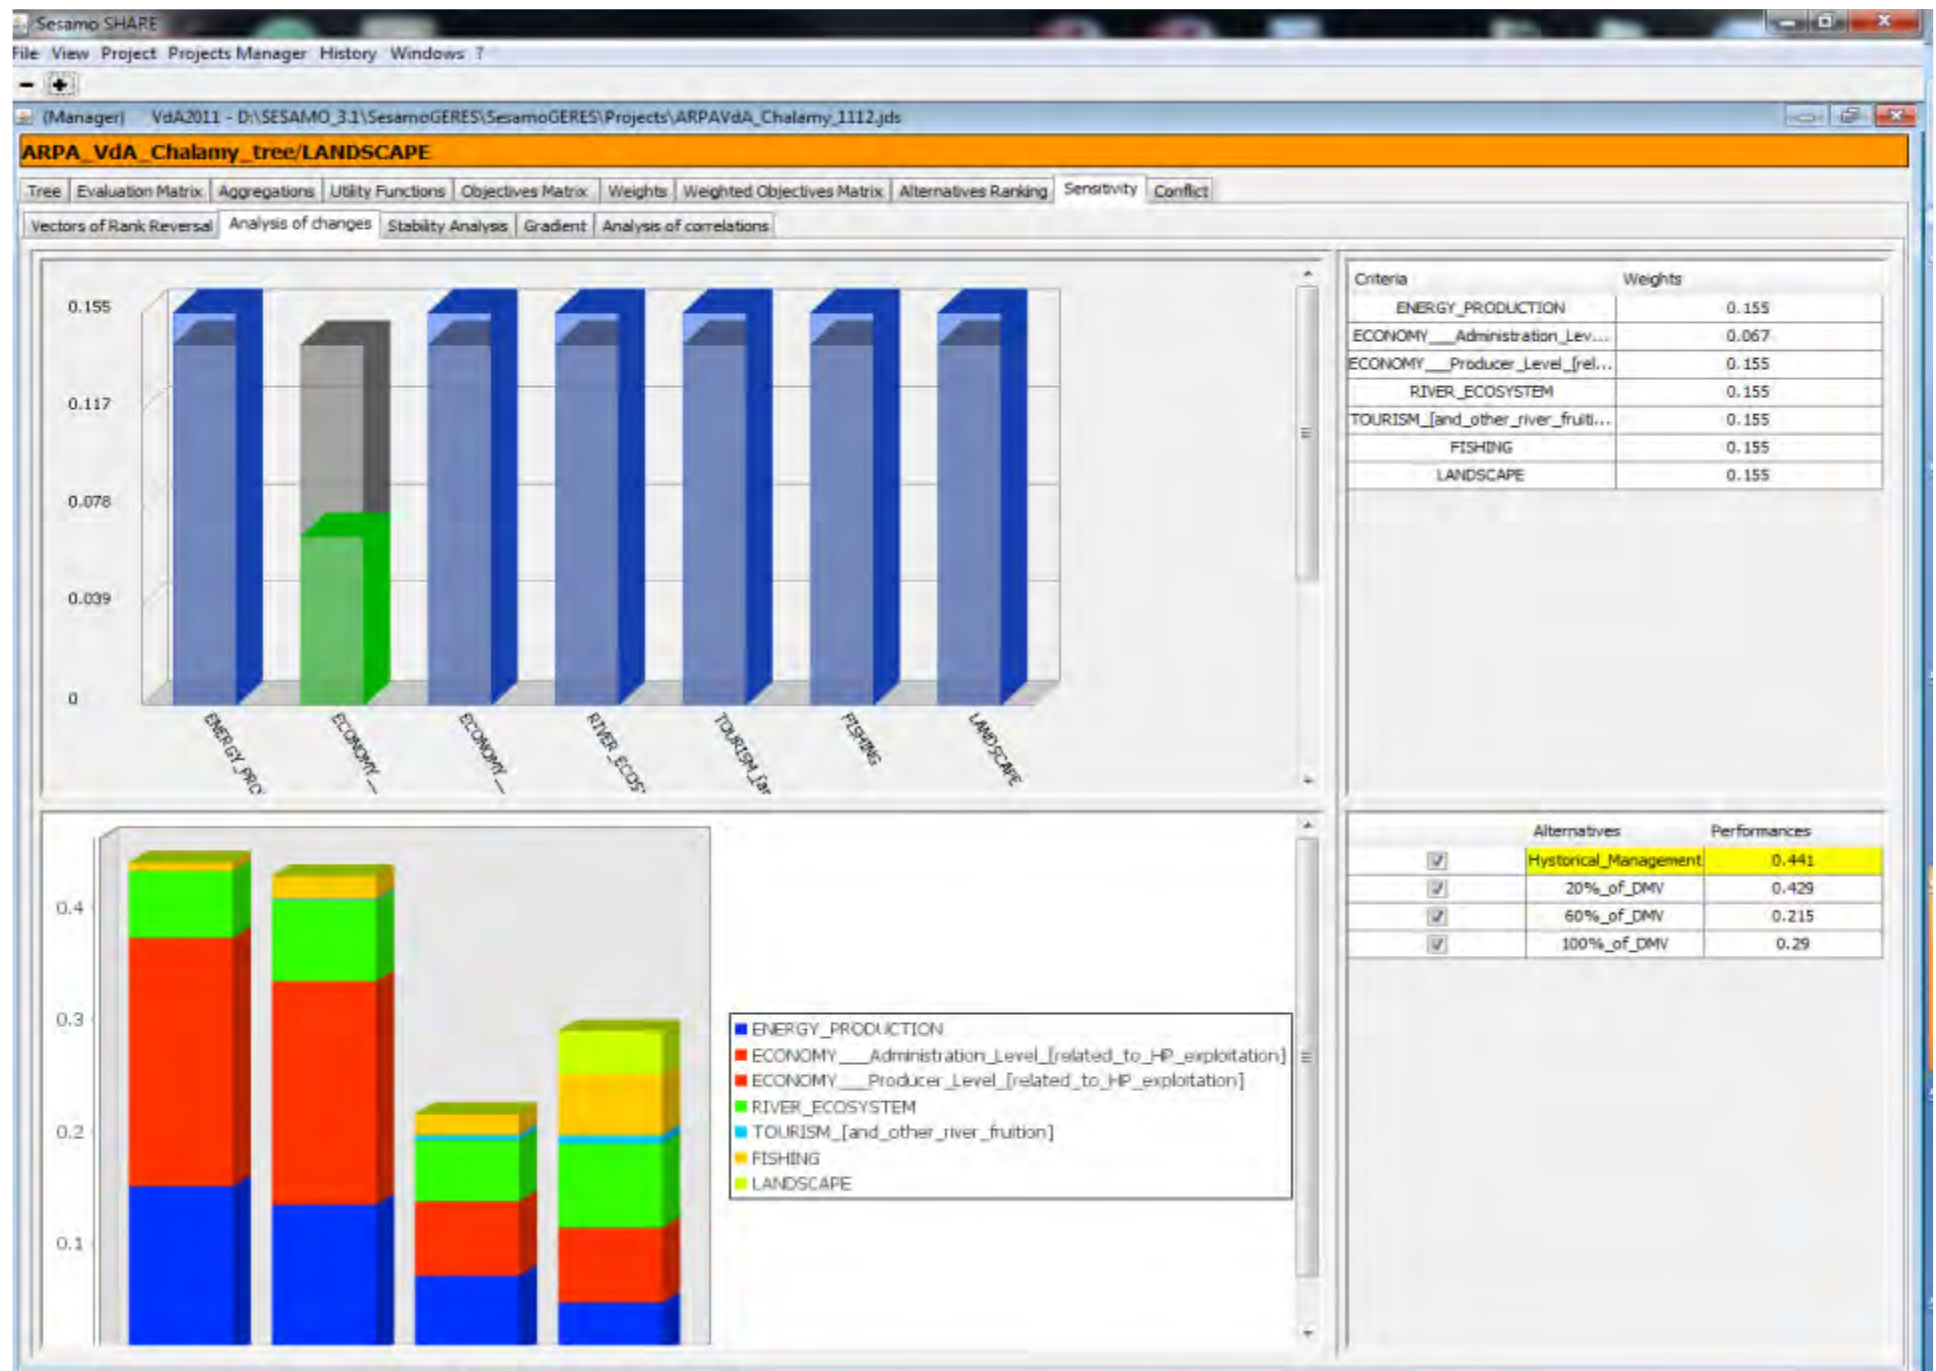 Sesamo SHARE
File View Project Projects Manager History Windows ?
(Manager) VdA2011 - D:\SESAMO_3.1\SesamoGERES\SesamoGERES\Projects\ARPAVdA_Chalamy_1112.jds
ARPA_VdA_Chalamy_tree/LANDSCAPE
Tree Evaluation Matrix Aggregations Utility Functions Objectives Matrix Weights Weighted Objectives Matrix Alternatives Ranking Sensitivity Conflict
Vectors of Rank Reversal Analysis of changes Stability Analysis Gradient Analysis of correlations
0.155
0.117
0.078
0.039
0
ENERGY_PRO
ECONOMY_
ECONOMY_
RIVER_ECOS
TOURISM_[ar
FISHING
LANDSCAPE
Criteria Weights
ENERGY_PRODUCTION 0.155
ECONOMY___Administration_Lev... 0.067
ECONOMY___Producer_Level_[rel... 0.155
RIVER_ECOSYSTEM 0.155
TOURISM_[and_other_river_fruiti... 0.155
FISHING 0.155
LANDSCAPE 0.155
0.4
0.3
0.2
0.1
ENERGY_PRODUCTION
ECONOMY___Administration_Level_[related_to_HP_exploitation]
ECONOMY___Producer_Level_[related_to_HP_exploitation]
RIVER_ECOSYSTEM
TOURISM_[and_other_river_fruition]
FISHING
LANDSCAPE
Alternatives Performances
Hystorical_Management 0.441
20%_of_DMV 0.429
60%_of_DMV 0.215
100%_of_DMV 0.29